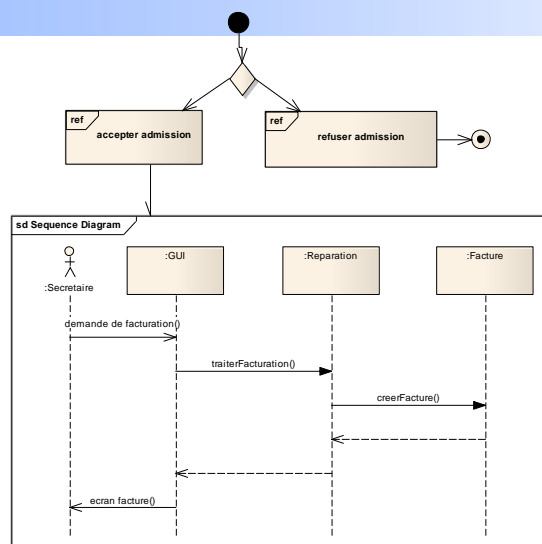 ref
accepter admission
ref
refuser admission
sd Sequence Diagram
:Secretaire
:GUI
:Reparation
:Facture
demande de facturation()
traiterFacturation()
creerFacture()
ecran facture()